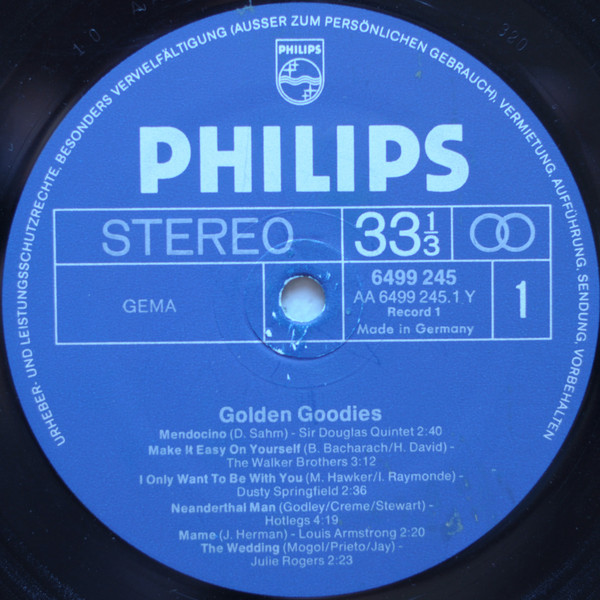 URHEBER- UND LEISTUNGSSCHUTZRECHTE, BESONDERS VERVIELFÄLTIGUNG (AUSSER ZUM PERSÖNLICHEN GEBRAUCH), VERMIETUNG, AUFFÜHRUNG, SENDUNG, VORBEHALTEN
10 A
320
PHILIPS
PHILIPS
STEREO
33 1/3
GEMA
6499 245
AA 6499 245.1 Y
Record 1
Made in Germany
1
Golden Goodies
Mendocino (D. Sahm) - Sir Douglas Quintet 2:40
Make It Easy On Yourself (B. Bacharach/H. David) -
The Walker Brothers 3:12
I Only Want To Be With You (M. Hawker/I. Raymonde) -
Dusty Springfield 2:36
Neanderthal Man (Godley/Creme/Stewart) -
Hotlegs 4:19
Mame (J. Herman) - Louis Armstrong 2:20
The Wedding (Mogol/Prieto/Jay) -
Julie Rogers 2:23